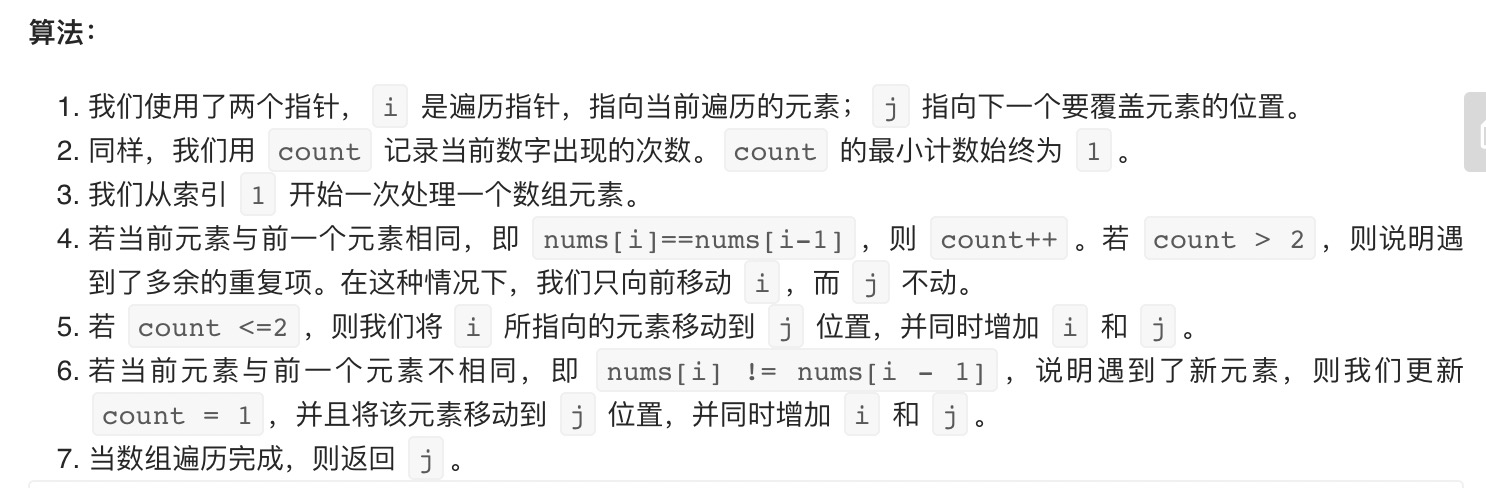 算法：
1. 我们使用了两个指针， i 是遍历指针，指向当前遍历的元素； j 指向下一个要覆盖元素的位置。
2. 同样，我们用 count 记录当前数字出现的次数。 count 的最小计数始终为 1 。
3. 我们从索引 1 开始一次处理一个数组元素。
4. 若当前元素与前一个元素相同，即 nums[i]==nums[i-1] ，则 count++ 。若 count > 2 ，则说明遇
到了多余的重复项。在这种情况下，我们只向前移动 i ，而 j 不动。
5. 若 count <=2 ，则我们将 i 所指向的元素移动到 j 位置，并同时增加 i 和 j 。
6. 若当前元素与前一个元素不相同，即 nums[i] != nums[i - 1] ，说明遇到了新元素，则我们更新
count = 1 ，并且将该元素移动到 j 位置，并同时增加 i 和 j 。
7. 当数组遍历完成，则返回 j 。